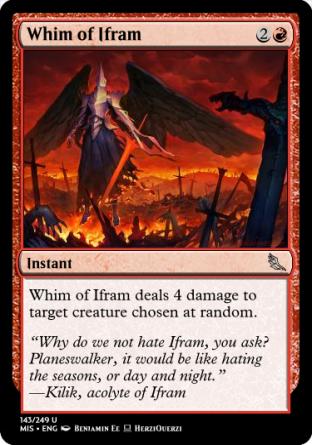 Whim of Ifram 2
Instant
Whim of Ifram deals 4 damage to
target creature chosen at random.
“Why do we not hate Ifram, you ask?
Planeswalker, it would be like hating
the seasons, or day and night.”
—Kilik, acolyte of Ifram
143/249 U
MIS • ENG Benjamin Ee HerziQuerzi